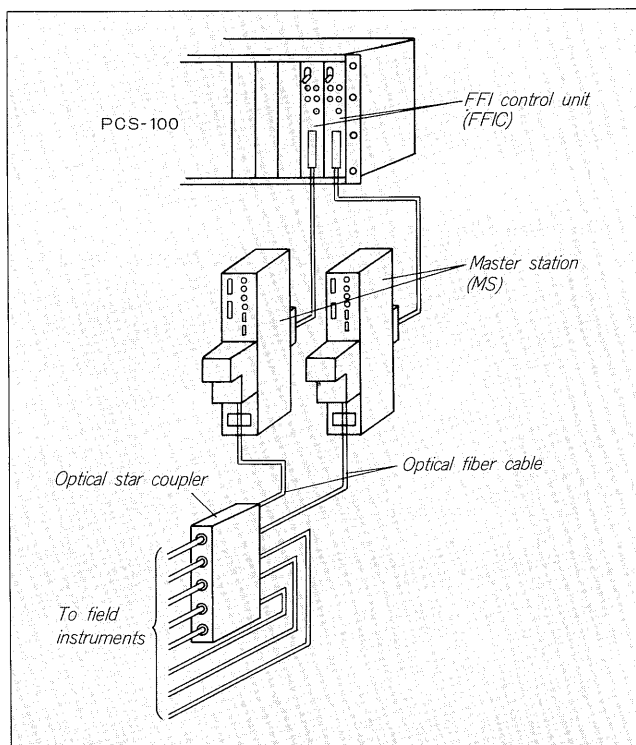 FFI control unit
(FFIC)
PCS-100
Master station
(MS)
Optical star coupler
Optical fiber cable
To field
instruments